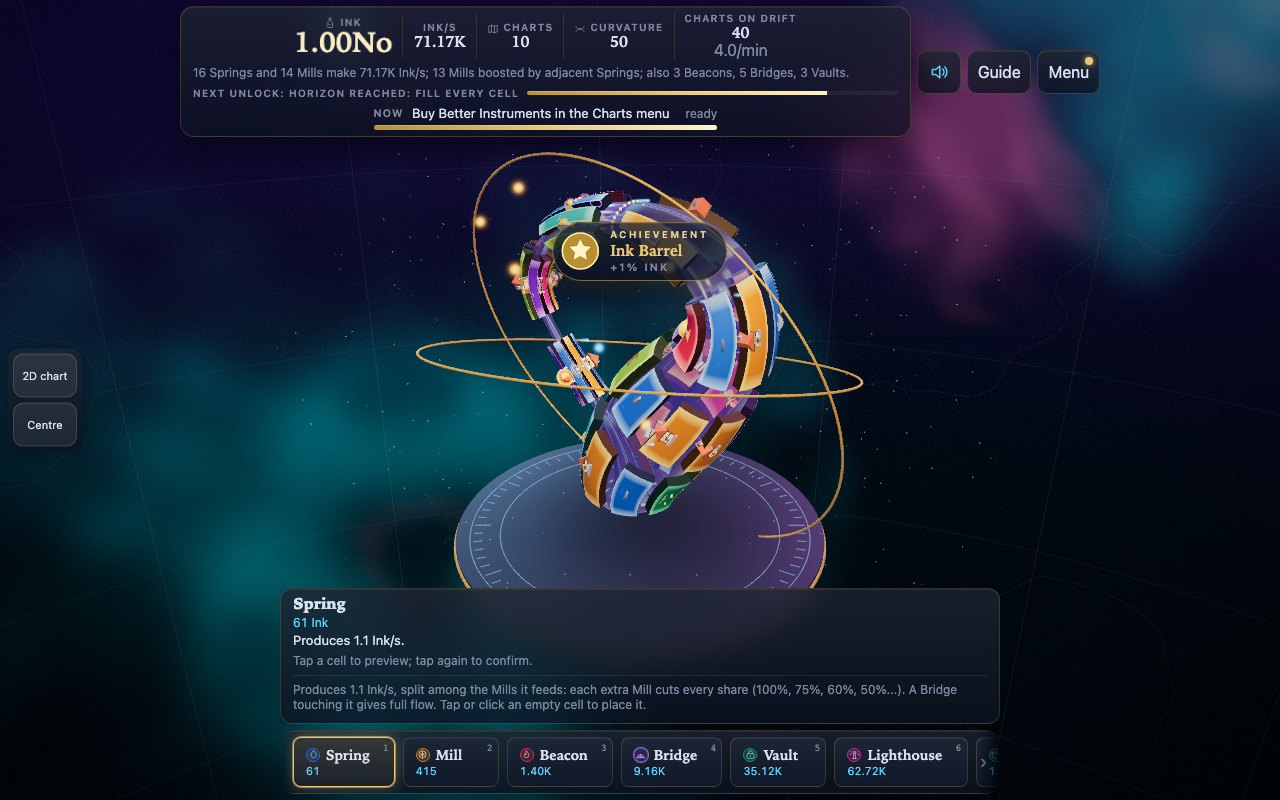 INK
1.00No
INK/S
71.17K
CHARTS
10
CURVATURE
50
CHARTS ON DRIFT
40
4.0/min
16 Springs and 14 Mills make 71.17K Ink/s; 13 Mills boosted by adjacent Springs; also 3 Beacons, 5 Bridges, 3 Vaults.
NEXT UNLOCK: HORIZON REACHED: FILL EVERY CELL
NOW Buy Better Instruments in the Charts menu ready
Guide
Menu
ACHIEVEMENT
Ink Barrel
+1% INK
2D chart
Centre
Spring
61 Ink
Produces 1.1 Ink/s.
Tap a cell to preview; tap again to confirm.
Produces 1.1 Ink/s, split among the Mills it feeds: each extra Mill cuts every share (100%, 75%, 60%, 50%...). A Bridge
touching it gives full flow. Tap or click an empty cell to place it.
Spring 1
61
Mill 2
415
Beacon 3
1.40K
Bridge 4
9.16K
Vault 5
35.12K
Lighthouse 6
62.72K